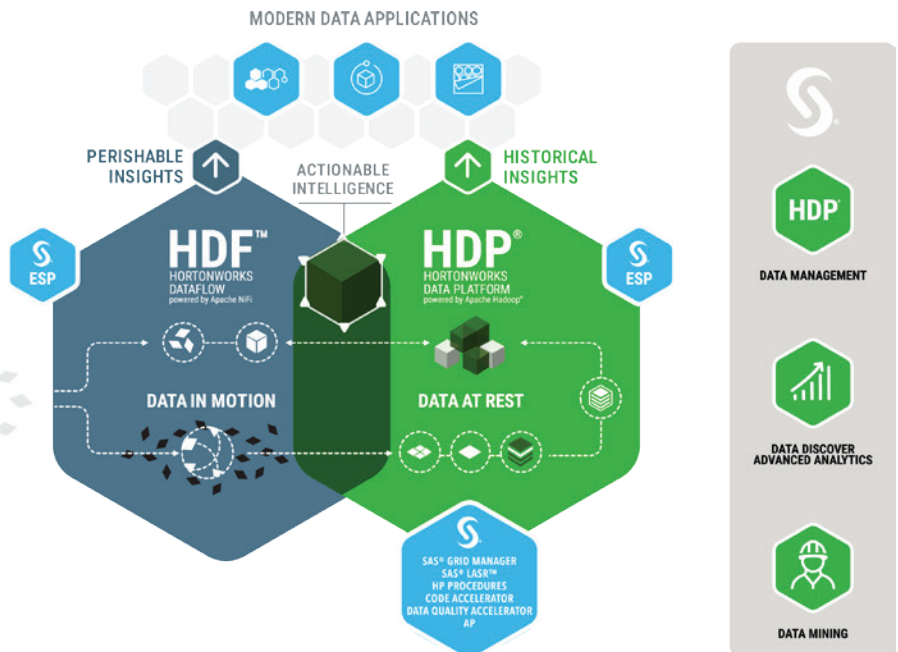 MODERN DATA APPLICATIONS
PERISHABLE
INSIGHTS
ACTIONABLE
INTELLIGENCE
HISTORICAL
INSIGHTS
ESP
HDF™
HORTONWORKS
DATAFLOW
powered by Apache NiFi
HDP®
HORTONWORKS
DATA PLATFORM
powered by Apache Hadoop®
ESP
DATA IN MOTION
DATA AT REST
SAS® GRID MANAGER
SAS® LASR™
HP PROCEDURES
CODE ACCELERATOR
DATA QUALITY ACCELERATOR
AP
HDP®
DATA MANAGEMENT
DATA DISCOVER
ADVANCED ANALYTICS
DATA MINING